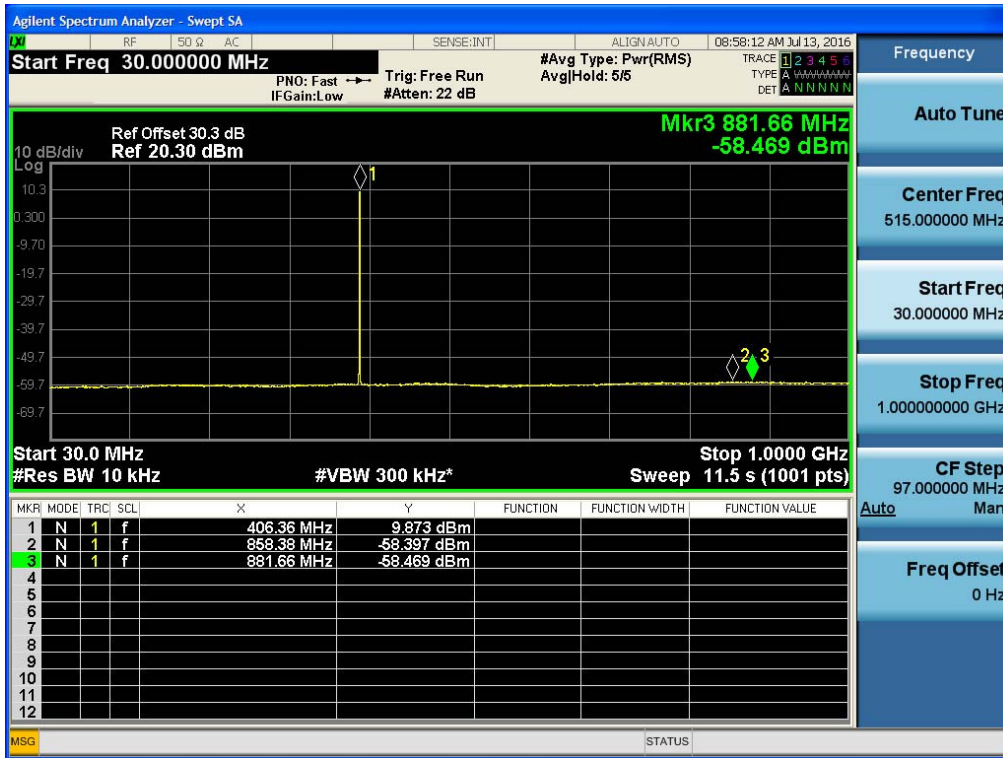 Agilent Spectrum Analyzer - Swept SA
LXI RF 50 Ω AC SENSE:INT ALIGN AUTO 08:58:12 AM Jul 13, 2016
Start Freq 30.000000 MHz
PNO: Fast
IFGain:Low
Trig: Free Run
#Atten: 22 dB
#Avg Type: Pwr(RMS)
Avg|Hold: 5/5
TRACE 1 2 3 4 5 6
TYPE A
DET A N N N N N
Mkr3 881.66 MHz
-58.469 dBm
Ref Offset 30.3 dB
10 dB/div Ref 20.30 dBm
Log
10.3
0.300
-9.70
-19.7
-29.7
-39.7
-49.7
-59.7
-69.7
1
2 3
Start 30.0 MHz Stop 1.0000 GHz
#Res BW 10 kHz #VBW 300 kHz* Sweep 11.5 s (1001 pts)
MKR MODE TRC SCL X Y FUNCTION FUNCTION WIDTH FUNCTION VALUE
1 N 1 f 406.36 MHz 9.873 dBm
2 N 1 f 858.38 MHz -58.397 dBm
3 N 1 f 881.66 MHz -58.469 dBm
4
5
6
7
8
9
10
11
12
MSG STATUS
Frequency
Auto Tune
Center Freq
515.000000 MHz
Start Freq
30.000000 MHz
Stop Freq
1.000000000 GHz
CF Step
97.000000 MHz
Auto Man
Freq Offset
0 Hz